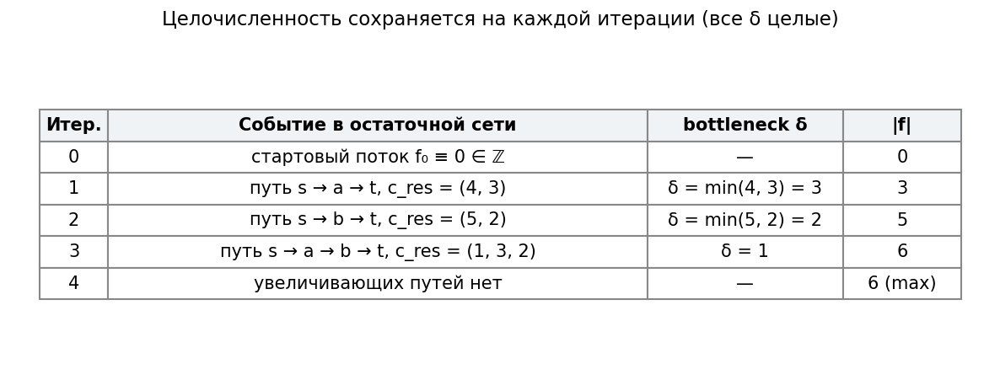 Целочисленность сохраняется на каждой итерации (все δ целые)
Итер. Событие в остаточной сети bottleneck δ |f|
0 стартовый поток f₀ ≡ 0 ∈ ℤ — 0
1 путь s → a → t, c_res = (4, 3) δ = min(4, 3) = 3 3
2 путь s → b → t, c_res = (5, 2) δ = min(5, 2) = 2 5
3 путь s → a → b → t, c_res = (1, 3, 2) δ = 1 6
4 увеличивающих путей нет — 6 (max)